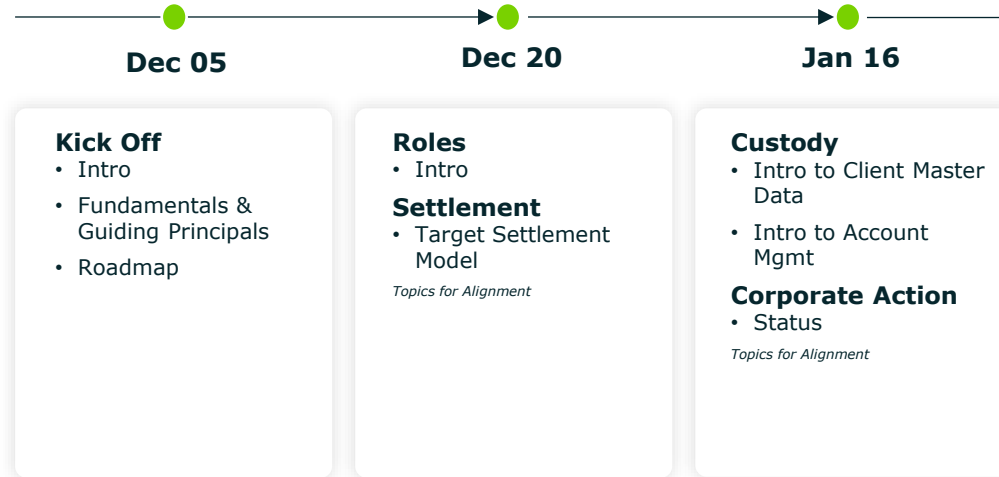 Dec 05
Dec 20
Jan 16
Kick Off
• Intro
• Fundamentals &
Guiding Principals
• Roadmap
Roles
• Intro
Settlement
• Target Settlement
Model
Topics for Alignment
Custody
• Intro to Client Master
Data
• Intro to Account
Mgmt
Corporate Action
• Status
Topics for Alignment